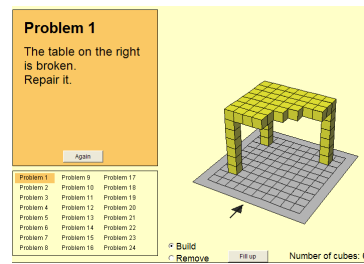 Problem 1
The table on the right
is broken.
Repair it.
Again
Problem 1 Problem 9 Problem 17
Problem 2 Problem 10 Problem 18
Problem 3 Problem 11 Problem 19
Problem 4 Problem 12 Problem 20
Problem 5 Problem 13 Problem 21
Problem 6 Problem 14 Problem 22
Problem 7 Problem 15 Problem 23
Problem 8 Problem 16 Problem 24
Build
Remove
Fill up
Number of cubes: